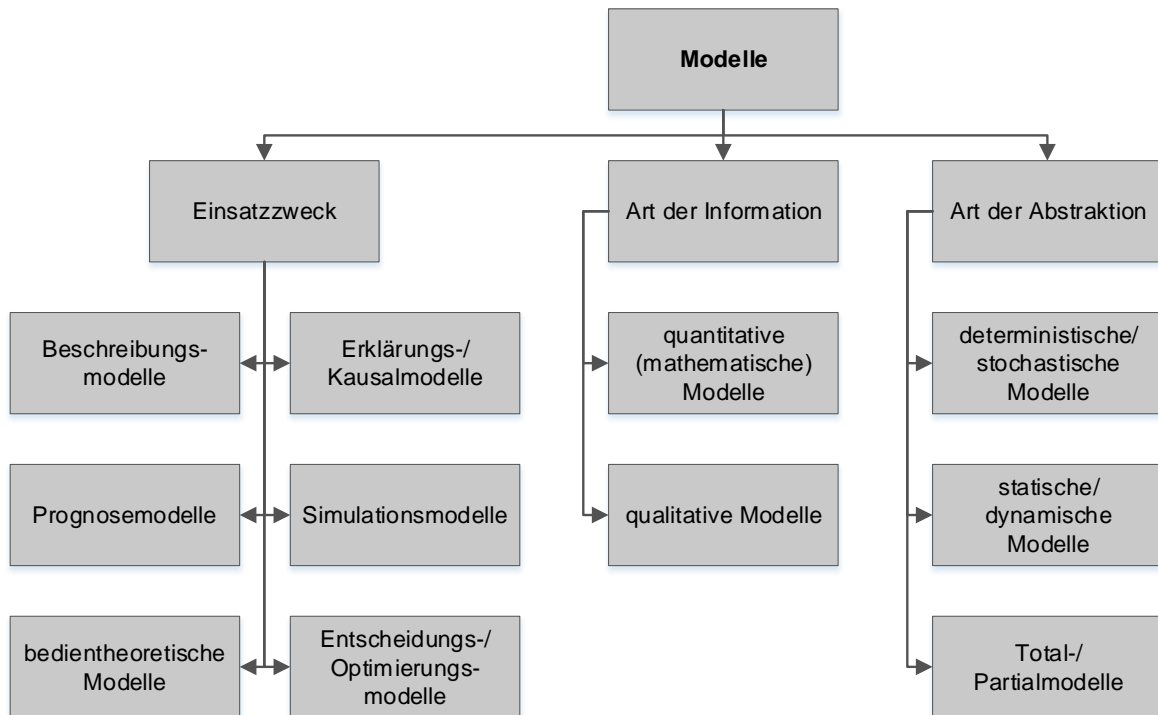 Modelle
Einsatzzweck
Art der Information
Art der Abstraktion
Beschreibungs-
modelle
Erklärungs-/
Kausalmodelle
quantitative
(mathematische)
Modelle
deterministische/
stochastische
Modelle
Prognosemodelle
Simulationsmodelle
qualitative Modelle
statische/
dynamische
Modelle
bedientheoretische
Modelle
Entscheidungs-/
Optimierungs-
modelle
Total-/
Partialmodelle